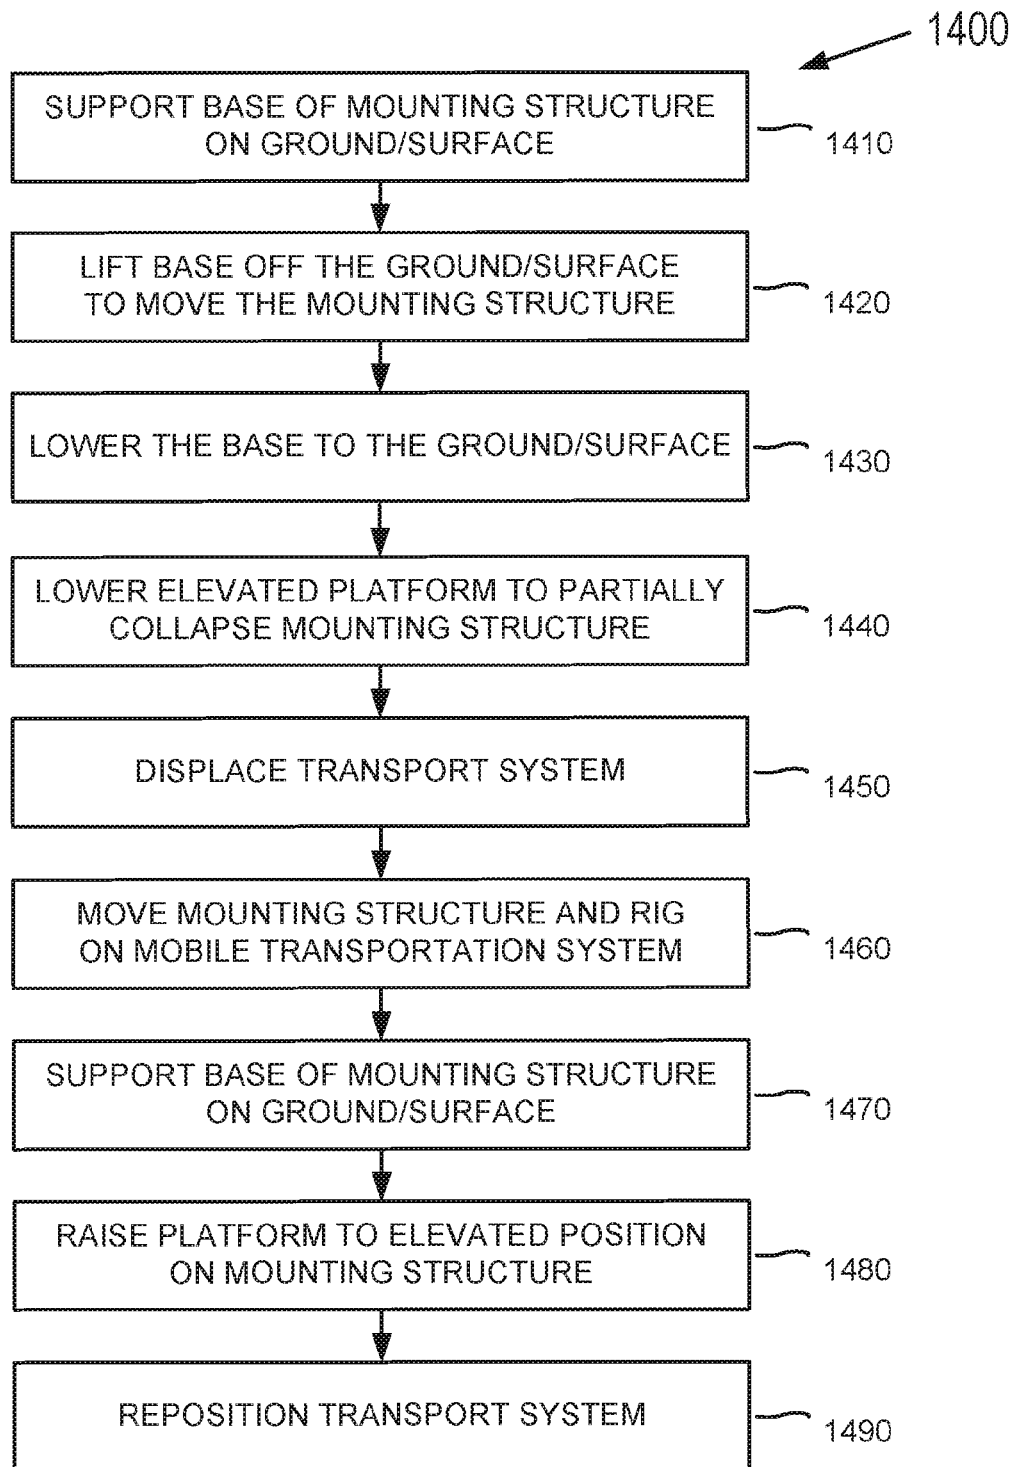 1400
SUPPORT BASE OF MOUNTING STRUCTURE
ON GROUND/SURFACE
1410
LIFT BASE OFF THE GROUND/SURFACE
TO MOVE THE MOUNTING STRUCTURE
1420
LOWER THE BASE TO THE GROUND/SURFACE
1430
LOWER ELEVATED PLATFORM TO PARTIALLY
COLLAPSE MOUNTING STRUCTURE
1440
DISPLACE TRANSPORT SYSTEM
1450
MOVE MOUNTING STRUCTURE AND RIG
ON MOBILE TRANSPORTATION SYSTEM
1460
SUPPORT BASE OF MOUNTING STRUCTURE
ON GROUND/SURFACE
1470
RAISE PLATFORM TO ELEVATED POSITION
ON MOUNTING STRUCTURE
1480
REPOSITION TRANSPORT SYSTEM
1490